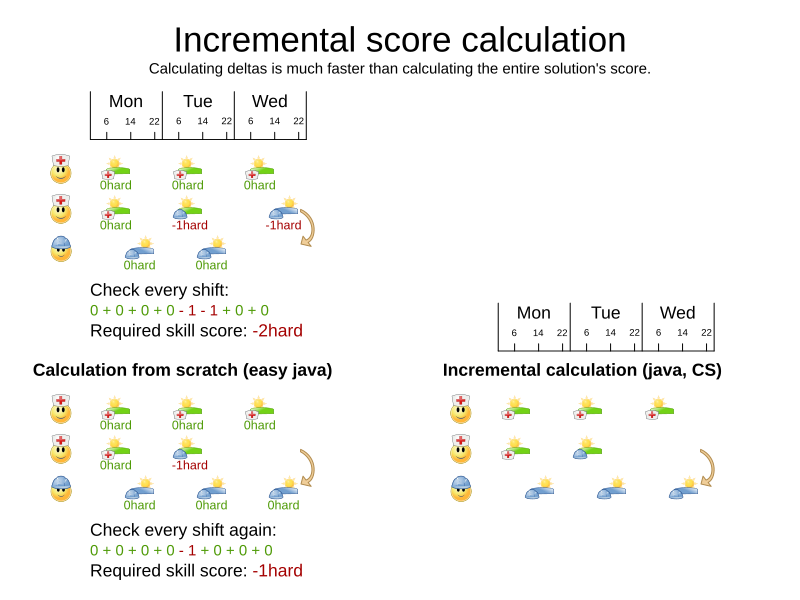 Incremental score calculation
Calculating deltas is much faster than calculating the entire solution's score.
Mon Tue Wed
6 14 22 6 14 22 6 14 22
0hard 0hard 0hard
0hard -1hard -1hard
0hard 0hard
Check every shift:
0 + 0 + 0 + 0 - 1 - 1 + 0 + 0
Required skill score: -2hard
Mon Tue Wed
6 14 22 6 14 22 6 14 22
Calculation from scratch (easy java)
Incremental calculation (java, CS)
0hard 0hard 0hard
0hard -1hard
0hard 0hard 0hard
Check every shift again:
0 + 0 + 0 + 0 - 1 + 0 + 0 + 0
Required skill score: -1hard